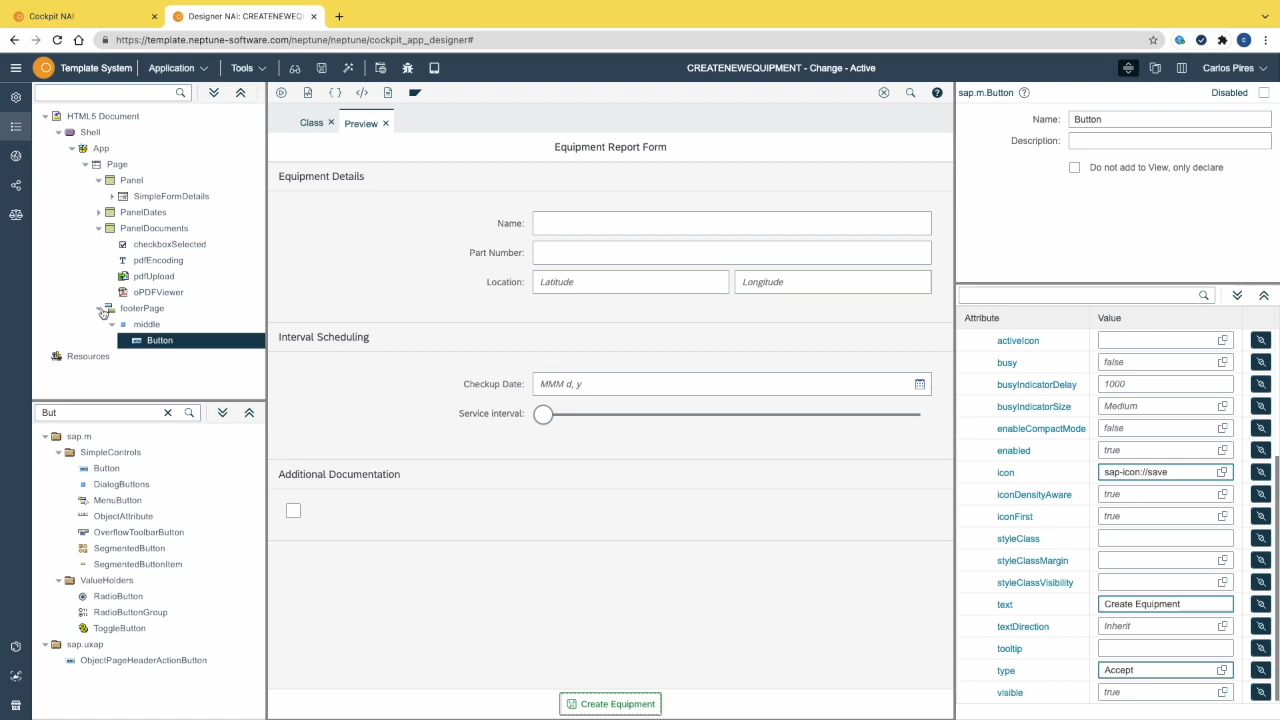 Cockpit NAI
Designer NAI: CREATENEWEQ
https://template.neptune-software.com/neptune/neptune/cockpit_app_designer#
Template System
Application
Tools
CREATENEWEQUIPMENT - Change - Active
Carlos Pires
HTML5 Document
Shell
App
Page
Panel
SimpleFormDetails
PanelDates
PanelDocuments
checkboxSelected
pdfEncoding
pdfUpload
oPDFViewer
footerPage
middle
Button
Resources
But
sap.m
SimpleControls
Button
DialogButtons
MenuButton
ObjectAttribute
OverflowToolbarButton
SegmentedButton
SegmentedButtonItem
ValueHolders
RadioButton
RadioButtonGroup
ToggleButton
sap.uxap
ObjectPageHeaderActionButton
Class
Preview
Equipment Report Form
Equipment Details
Name:
Part Number:
Location: Latitude Longitude
Interval Scheduling
Checkup Date: MMM d, y
Service interval:
Additional Documentation
Create Equipment
sap.m.Button
Disabled
Name: Button
Description:
Do not add to View, only declare
Attribute Value
activeIcon
busy false
busyIndicatorDelay 1000
busyIndicatorSize Medium
enableCompactMode false
enabled true
icon sap-icon://save
iconDensityAware true
iconFirst true
styleClass
styleClassMargin
styleClassVisibility
text Create Equipment
textDirection Inherit
tooltip
type Accept
visible true